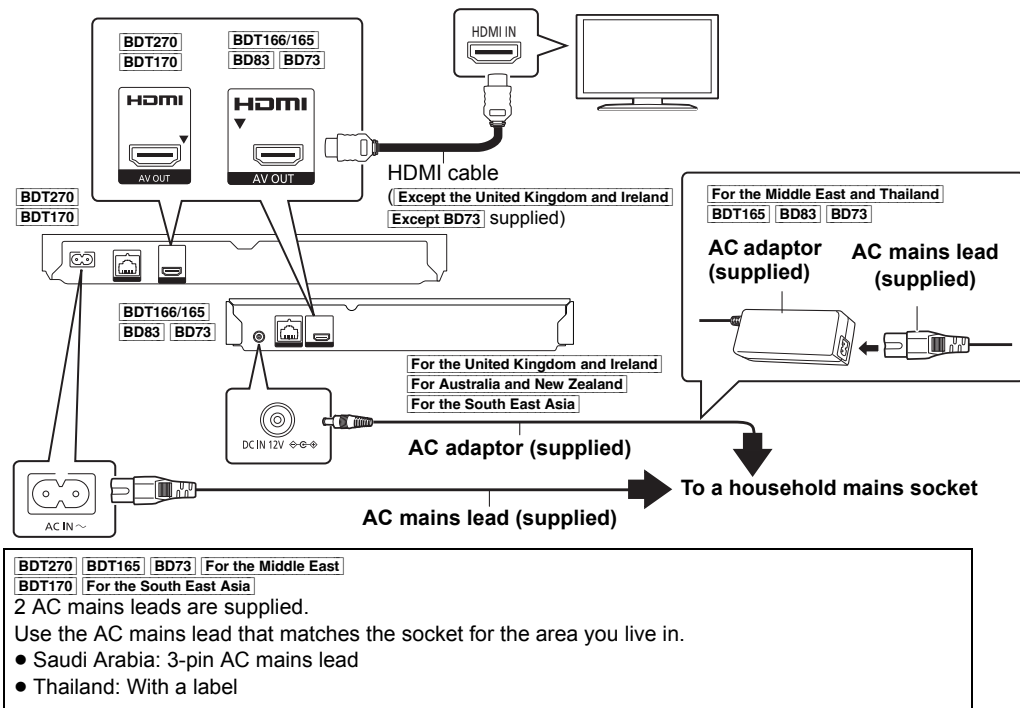 BDT270
BDT170
HDMI
AV OUT
BDT166/165
BD83 BD73
HDMI
AV OUT
HDMI IN
HDMI cable
(Except the United Kingdom and Ireland
Except BD73 supplied)
BDT270
BDT170
BDT166/165
BD83 BD73
For the Middle East and Thailand
BDT165 BD83 BD73
AC adaptor
(supplied)
AC mains lead
(supplied)
For the United Kingdom and Ireland
For Australia and New Zealand
For the South East Asia
DC IN 12V
AC adaptor (supplied)
To a household mains socket
AC IN ~
AC mains lead (supplied)
BDT270 BDT165 BD73 For the Middle East
BDT170 For the South East Asia
2 AC mains leads are supplied.
Use the AC mains lead that matches the socket for the area you live in.
● Saudi Arabia: 3-pin AC mains lead
● Thailand: With a label